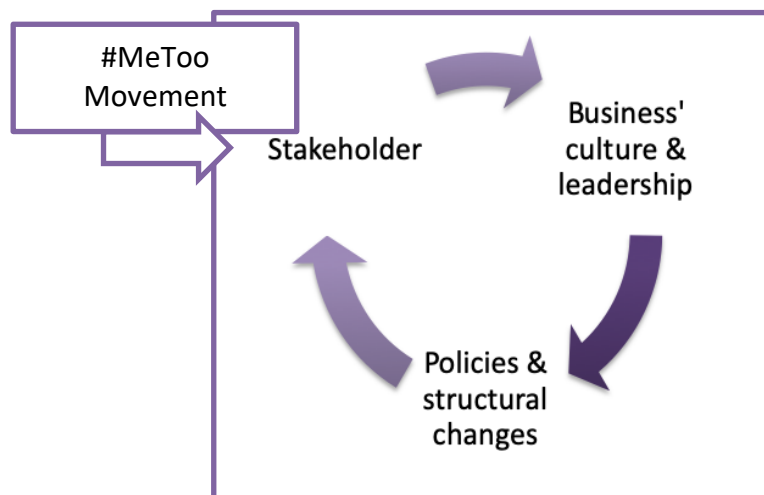 #MeToo
Movement
Stakeholder
Business'
culture &
leadership
Policies &
structural
changes